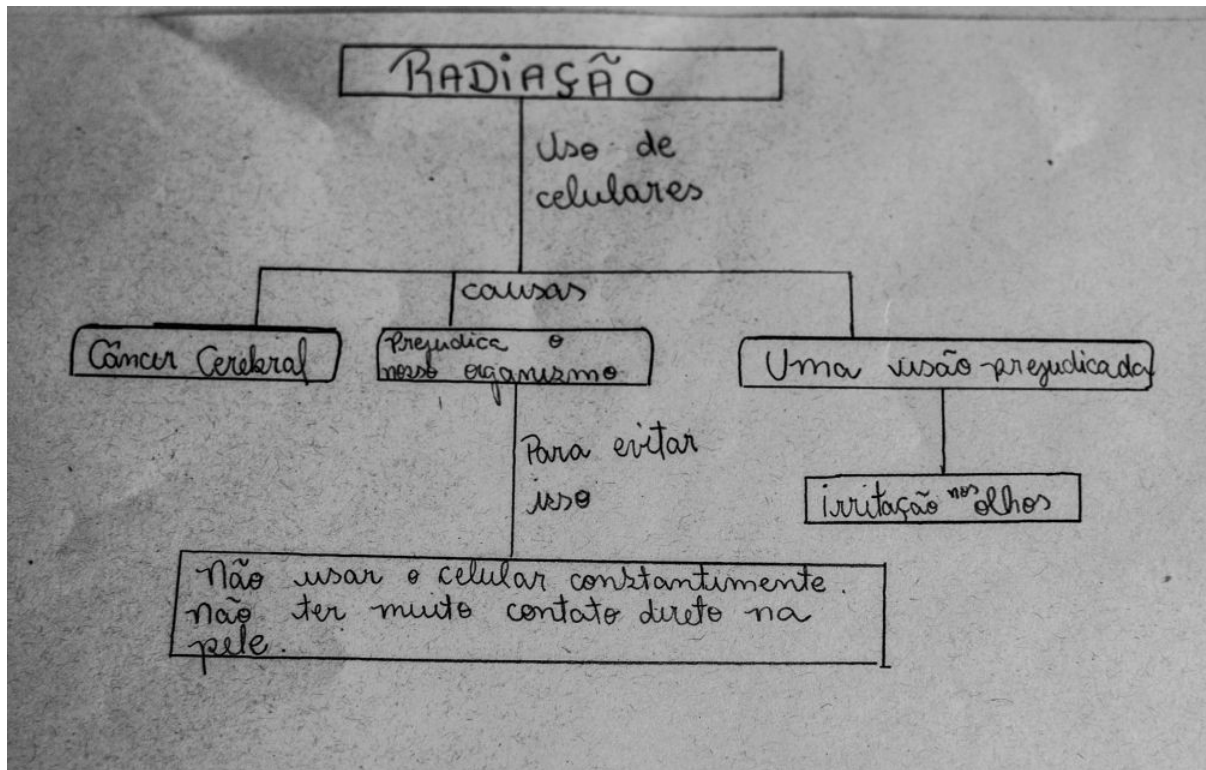 RADiAÇÃO
Uso de
celulares
causas
Câncer Cerebral
Prejudica o
nosso organizmo
Uma visão prejudicada
Para evitar
isso
irritação nos olhos
Não usar o celular constantimente.
não ter muito contato direto na
pele.